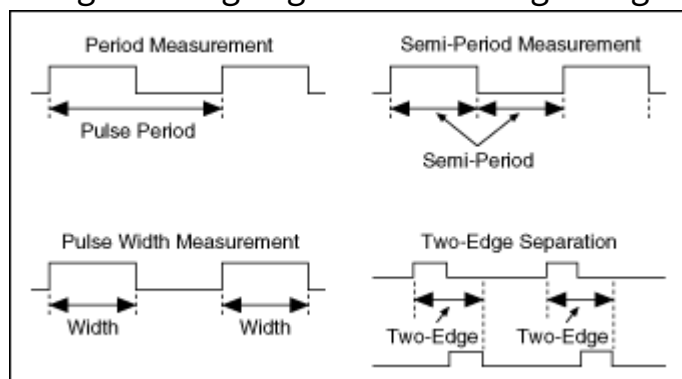 Period Measurement
Pulse Period
Semi-Period Measurement
Semi-Period
Pulse Width Measurement
Width Width
Two-Edge Separation
Two-Edge Two-Edge